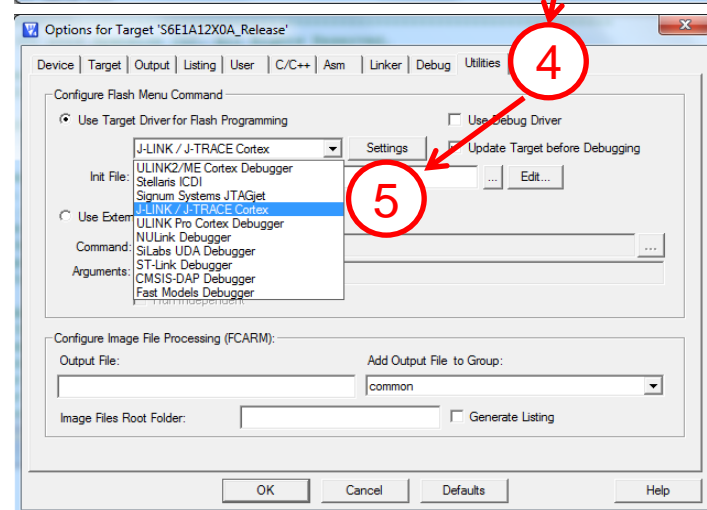 Options for Target 'S6E1A12X0A_Release'
Device | Target | Output | Listing | User | C/C++ | Asm | Linker | Debug | Utilities
4
Configure Flash Menu Command
Use Target Driver for Flash Programming
Use Debug Driver
J-LINK / J-TRACE Cortex
Settings
Update Target before Debugging
Init File:
...
Edit...
ULINK2/ME Cortex Debugger
Stellaris ICDI
Signum Systems JTAGjet
J-LINK / J-TRACE Cortex
ULINK Pro Cortex Debugger
NULink Debugger
SiLabs UDA Debugger
ST-Link Debugger
CMSIS-DAP Debugger
Fast Models Debugger
5
Use
Command:
...
Arguments:
Run Independent
Configure Image File Processing (FCARM):
Output File:
Add Output File to Group:
common
Image Files Root Folder:
Generate Listing
OK
Cancel
Defaults
Help